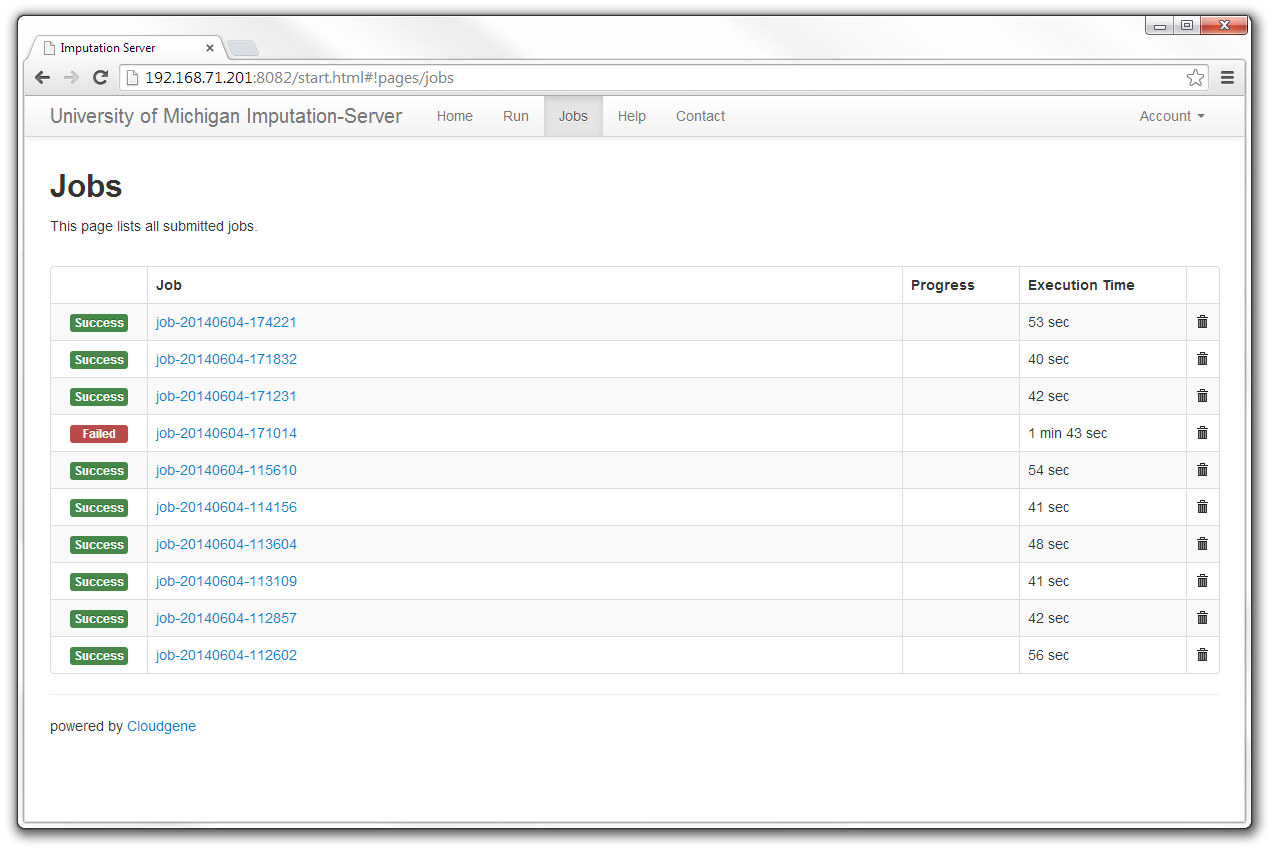 Imputation Server
192.168.71.201:8082/start.html#!pages/jobs
University of Michigan Imputation-Server Home Run Jobs Help Contact Account
Jobs
This page lists all submitted jobs.
Job Progress Execution Time
Success job-20140604-174221 53 sec
Success job-20140604-171832 40 sec
Success job-20140604-171231 42 sec
Failed job-20140604-171014 1 min 43 sec
Success job-20140604-115610 54 sec
Success job-20140604-114156 41 sec
Success job-20140604-113604 48 sec
Success job-20140604-113109 41 sec
Success job-20140604-112857 42 sec
Success job-20140604-112602 56 sec
powered by Cloudgene